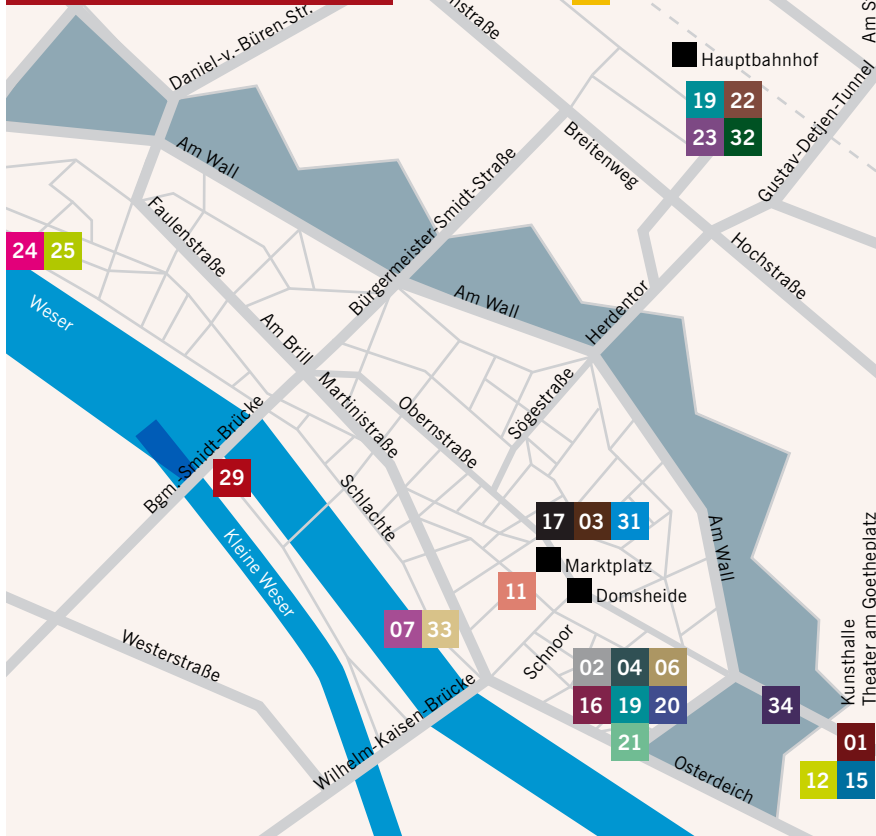 Daniel-v.-Büren-Str.
nstraße
Am S
Hauptbahnhof
19 22
23 32
Gustav-Detjen-Tunnel
Am Wall
Breitenweg
Faulenstraße
Bürgermeister-Smidt-Straße
24 25
Hochstraße
Weser
Am Wall
Herdentor
Am Brill
Martinistraße
Obernstraße
Sögestraße
Bgm.-Smidt-Brücke
29
Schlachte
17 03 31
Am Wall
Marktplatz
Kleine Weser
11
Domsheide
07 33
Westerstraße
Schnoor
02 04 06
16 19 20
21
Kunsthalle
Theater am Goetheplatz
34
Wilhelm-Kaisen-Brücke
01
Osterdeich
12 15